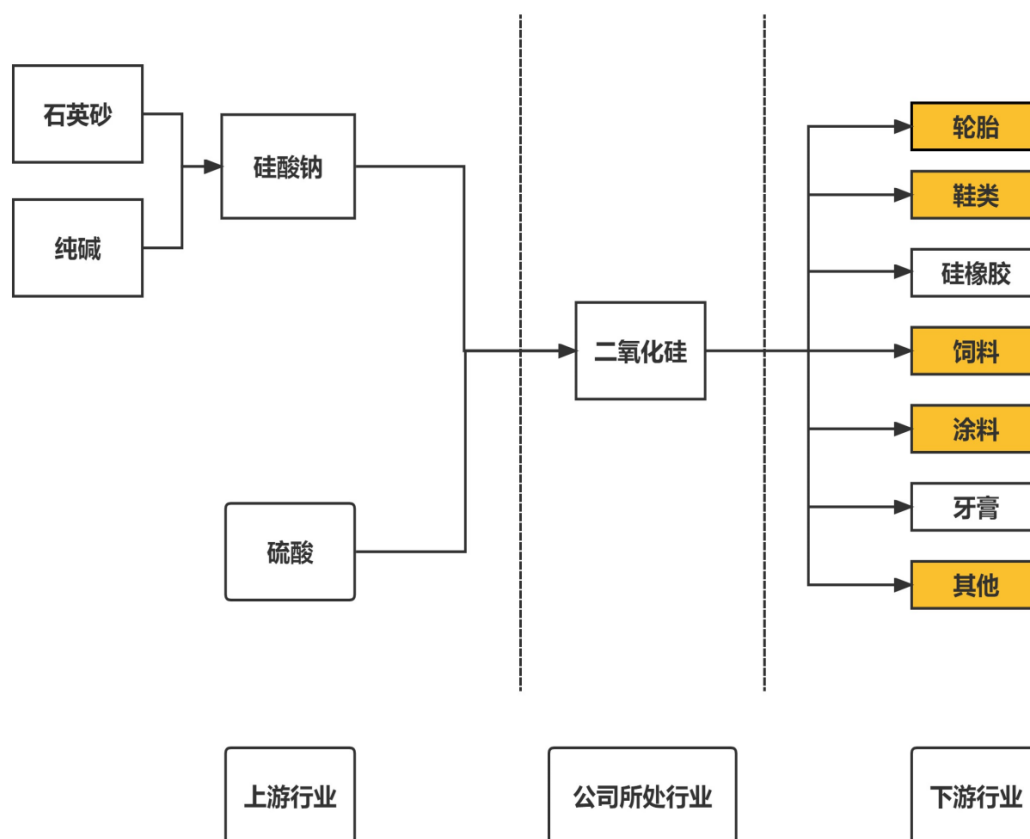 石英砂
纯碱
硅酸钠
硫酸
二氧化硅
轮胎
鞋类
硅橡胶
饲料
涂料
牙膏
其他
上游行业
公司所处行业
下游行业